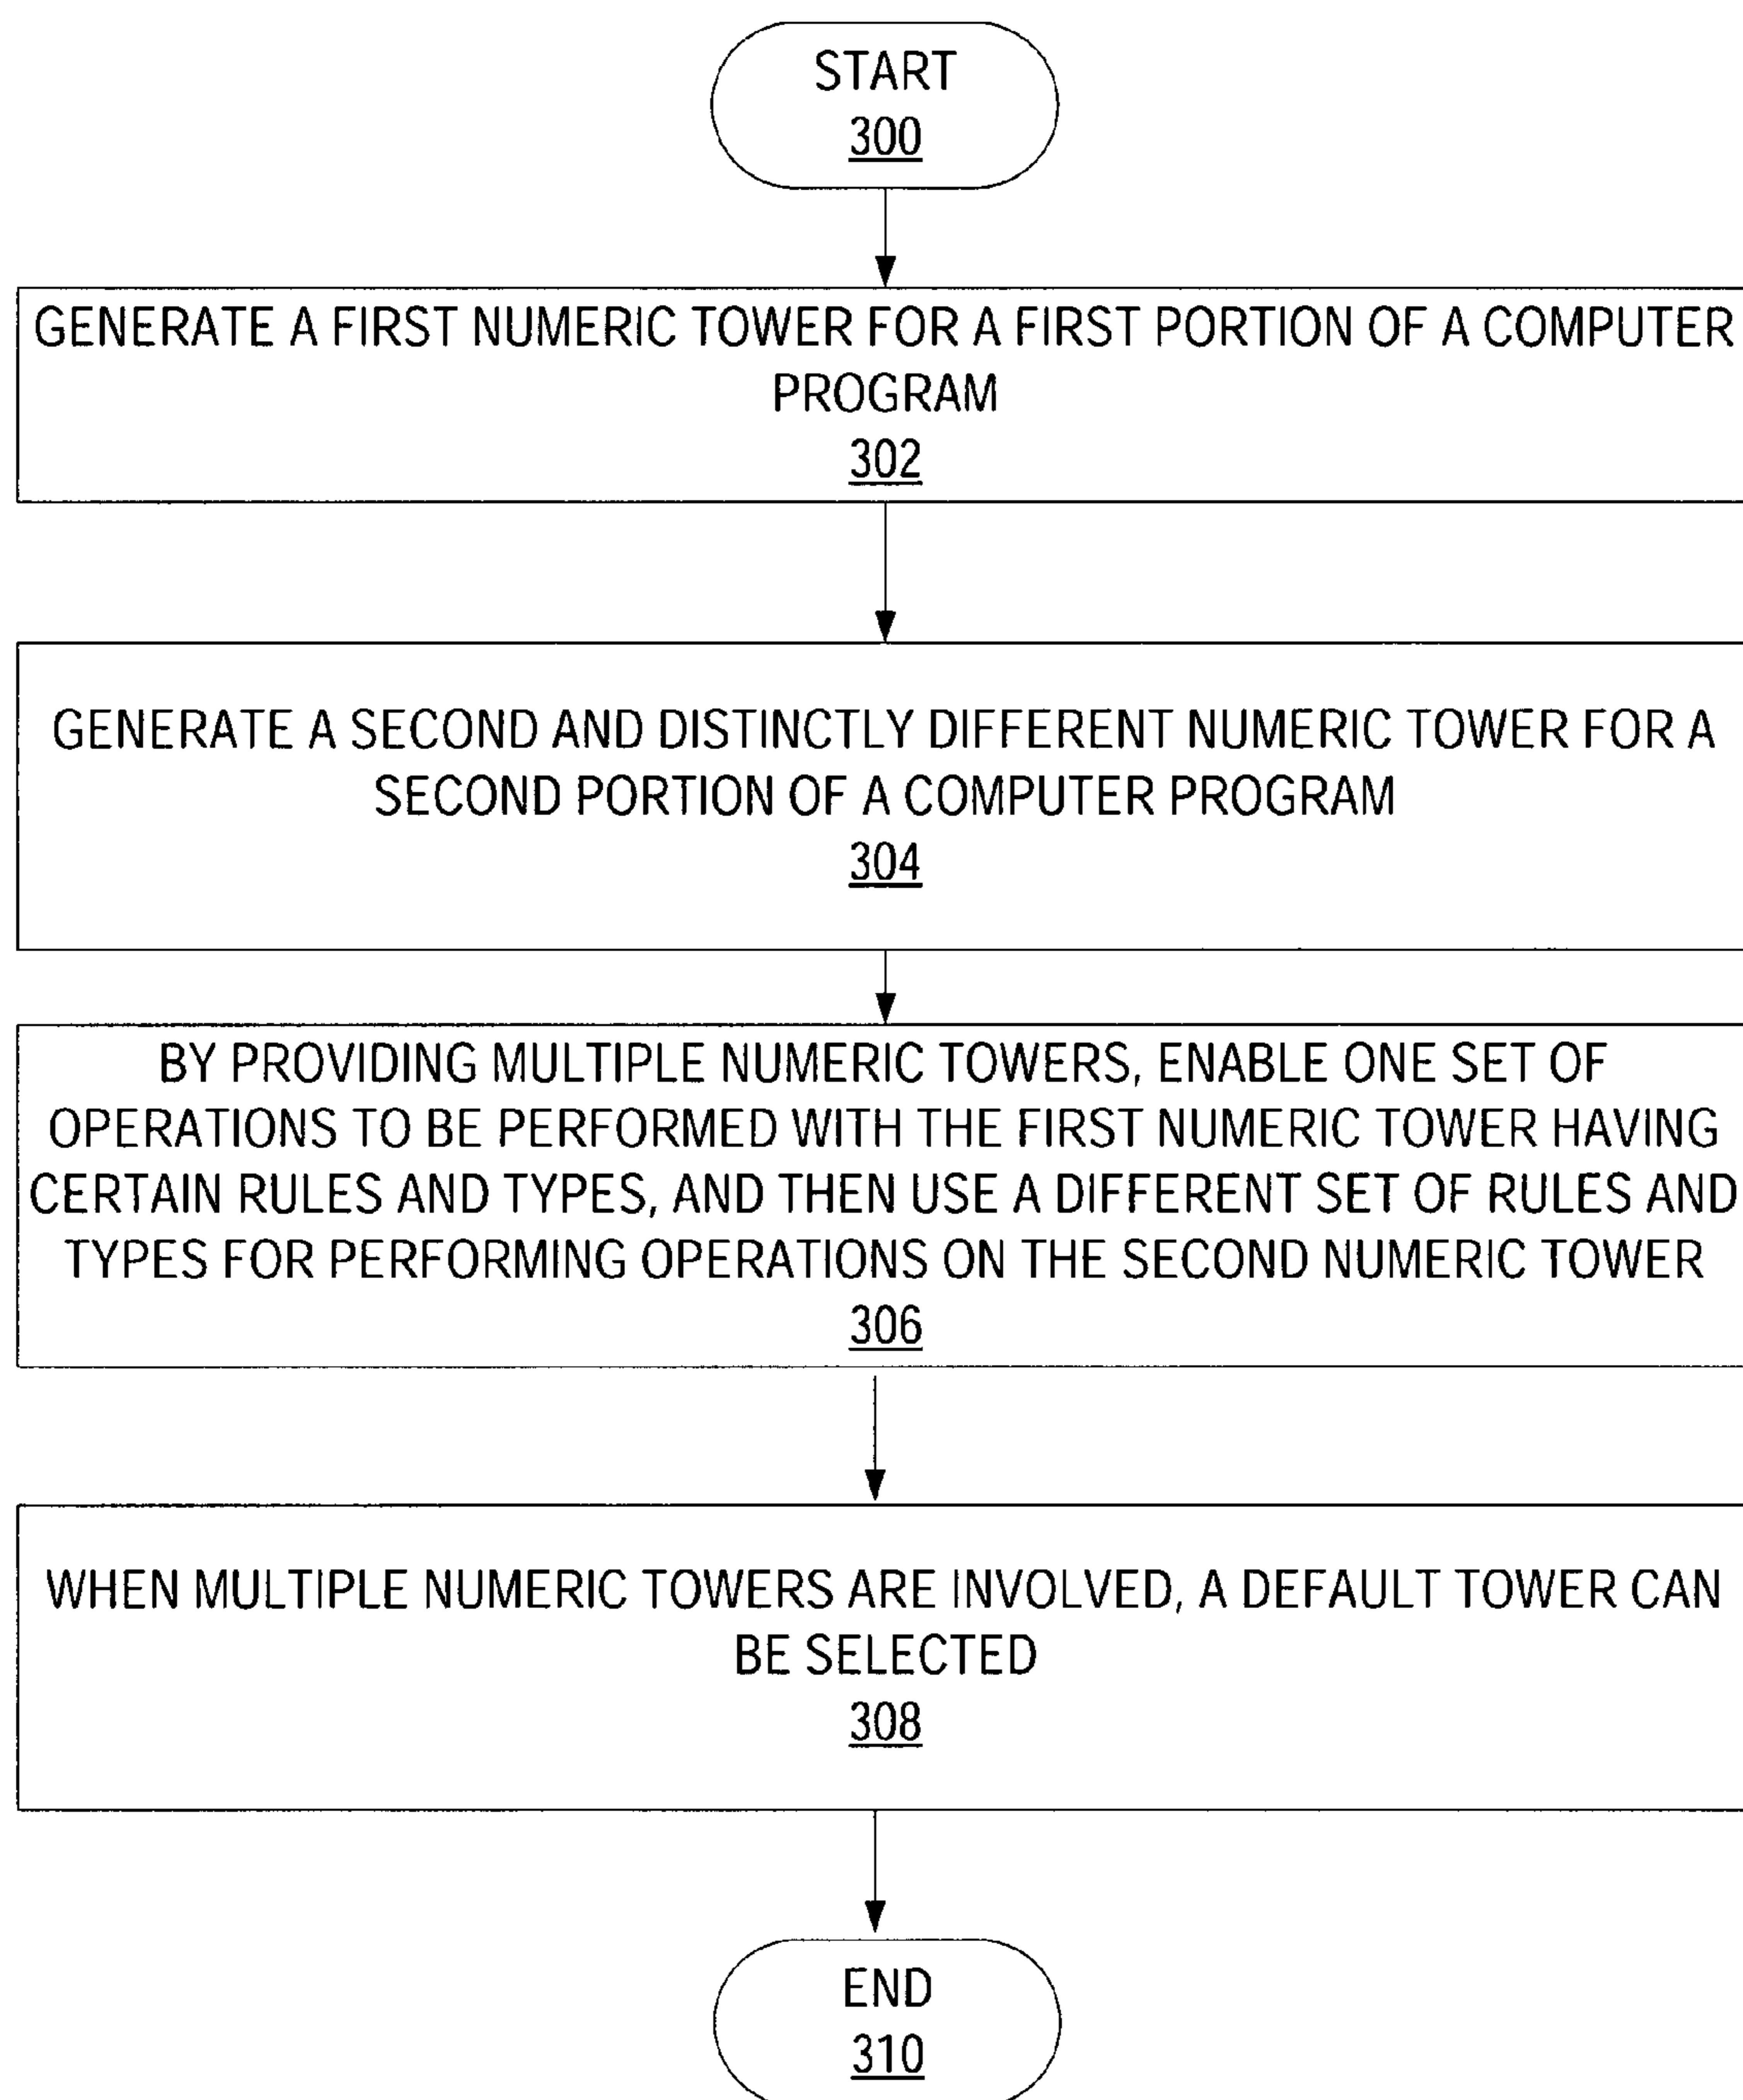 START
300
GENERATE A FIRST NUMERIC TOWER FOR A FIRST PORTION OF A COMPUTER
PROGRAM
302
GENERATE A SECOND AND DISTINCTLY DIFFERENT NUMERIC TOWER FOR A
SECOND PORTION OF A COMPUTER PROGRAM
304
BY PROVIDING MULTIPLE NUMERIC TOWERS, ENABLE ONE SET OF
OPERATIONS TO BE PERFORMED WITH THE FIRST NUMERIC TOWER HAVING
CERTAIN RULES AND TYPES, AND THEN USE A DIFFERENT SET OF RULES AND
TYPES FOR PERFORMING OPERATIONS ON THE SECOND NUMERIC TOWER
306
WHEN MULTIPLE NUMERIC TOWERS ARE INVOLVED, A DEFAULT TOWER CAN
BE SELECTED
308
END
310